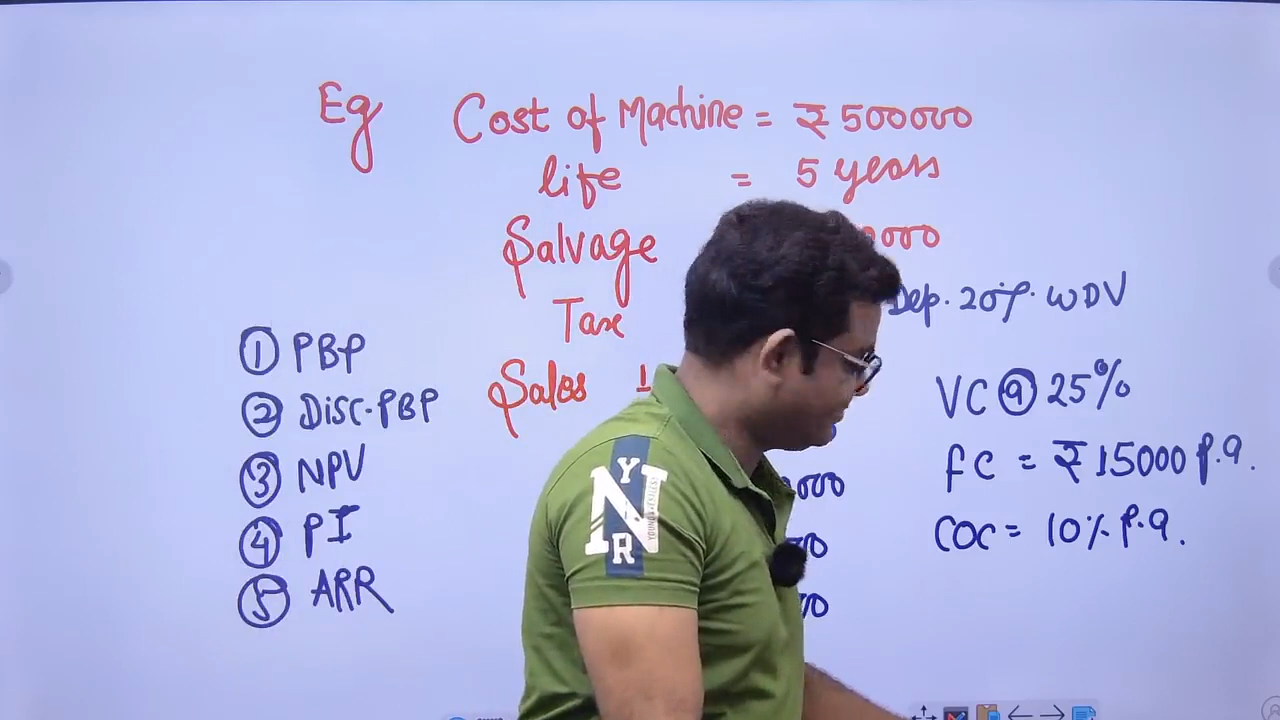 Eg Cost of Machine = ₹ 500000
life = 5 years
Salvage
Tax
Dep. 20%. WDV
Sales
① PBP
② Disc-PBP
③ NPV
④ PI
⑤ ARR
VC @ 25%
FC = ₹ 15000 p.a.
COC = 10% p.a.
Y
N
R